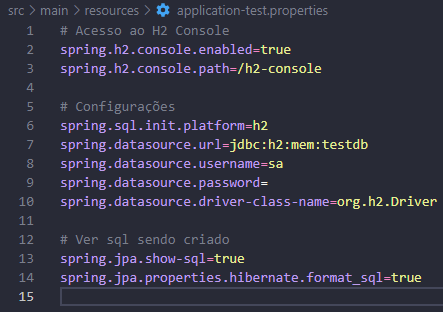 src > main > resources > application-test.properties
1 # Acesso ao H2 Console
2 spring.h2.console.enabled=true
3 spring.h2.console.path=/h2-console
4
5 # Configurações
6 spring.sql.init.platform=h2
7 spring.datasource.url=jdbc:h2:mem:testdb
8 spring.datasource.username=sa
9 spring.datasource.password=
10 spring.datasource.driver-class-name=org.h2.Driver
11
12 # Ver sql sendo criado
13 spring.jpa.show-sql=true
14 spring.jpa.properties.hibernate.format_sql=true
15